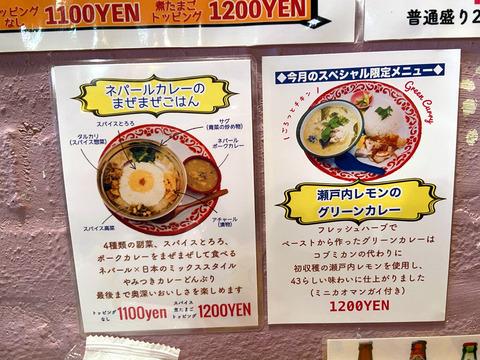 トッピング
なし
1100YEN
煮たまご
トッピング
1200YEN
普通盛り2
ネパールカレーの
まぜまぜごはん
スパイスとろろ
タルカリ
(スパイス惣菜)
サグ
(青菜の炒め物)
ネパール
ポークカレー
スパイス高菜
アチャール
(漬物)
4種類の副菜、スパイスとろろ、
ポークカレーをまぜまぜして食べる
ネパール×日本のミックススタイル
やみつきカレーどんぶり
最後まで奥深いおいしさを楽しめます
トッピング
なし
1100yen
スパイス
煮たまご
トッピング
1200YEN
◆今月のスペシャル限定メニュー◆
ごろっとチキン!
Green Curry
瀬戸内レモンの
グリーンカレー
フレッシュハーブで
ペーストから作ったグリーンカレーは
コブミカンの代わりに
初収穫の瀬戸内レモンを使用し、
43らしい味わいに仕上がりました
(ミニカオマンガイ付き)
1200YEN